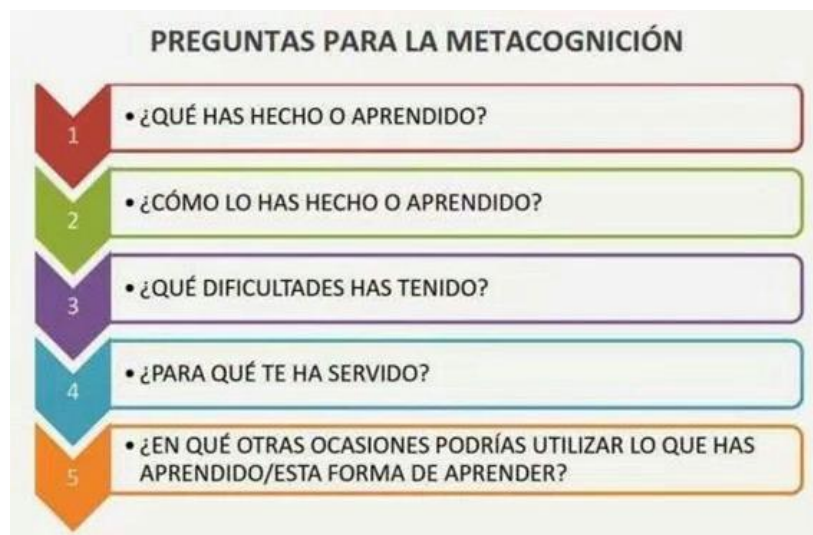 PREGUNTAS PARA LA METACOGNICIÓN
1
• ¿QUÉ HAS HECHO O APRENDIDO?
2
• ¿CÓMO LO HAS HECHO O APRENDIDO?
3
• ¿QUÉ DIFICULTADES HAS TENIDO?
4
• ¿PARA QUÉ TE HA SERVIDO?
5
• ¿EN QUÉ OTRAS OCASIONES PODRÍAS UTILIZAR LO QUE HAS
APRENDIDO/ESTA FORMA DE APRENDER?